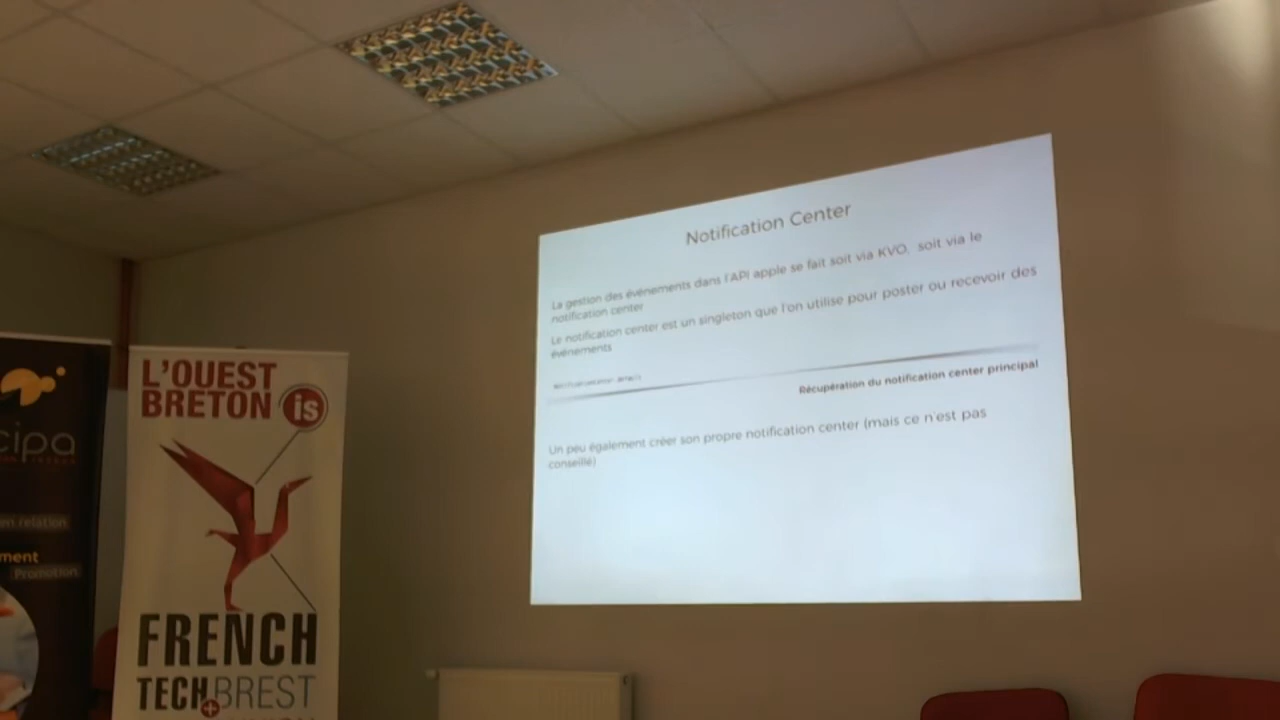 Notification Center
La gestion des événements dans l'API apple se fait soit via KVO, soit via le
notification center
Le notification center est un singleton que l'on utilise pour poster ou recevoir des
événements
Récupération du notification center principal
Un peu également créer son propre notification center (mais ce n'est pas
conseillé)
cipa
en relation
ment
Promotion
L'OUEST
BRETON is
FRENCH
TECH BREST
+